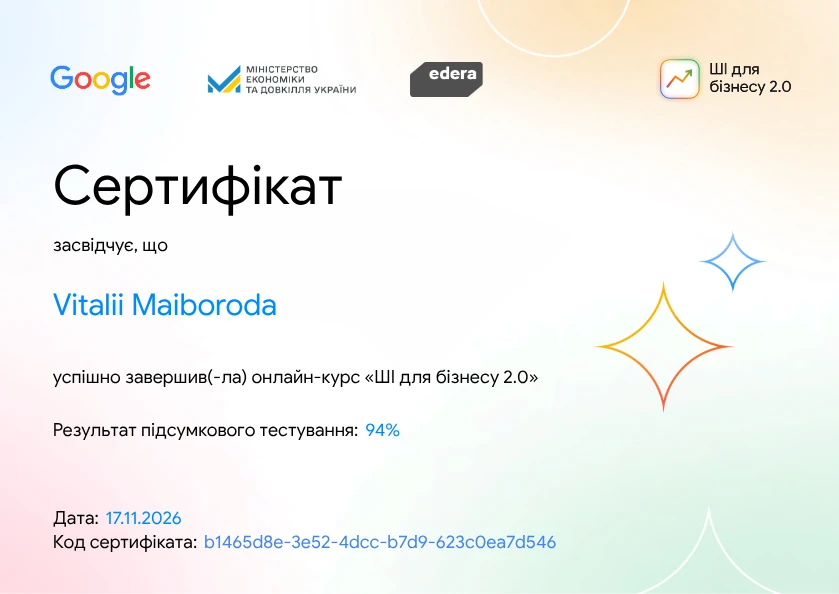 Google
МІНІСТЕРСТВО
ЕКОНОМІКИ
ТА ДОВКІЛЛЯ УКРАЇНИ
edera
ШІ для
бізнесу 2.0
Сертифікат
засвідчує, що
Vitalii Maiboroda
успішно завершив(-ла) онлайн-курс «ШІ для бізнесу 2.0»
Результат підсумкового тестування: 94%
Дата: 17.11.2026
Код сертифіката: b1465d8e-3e52-4dcc-b7d9-623c0ea7d546